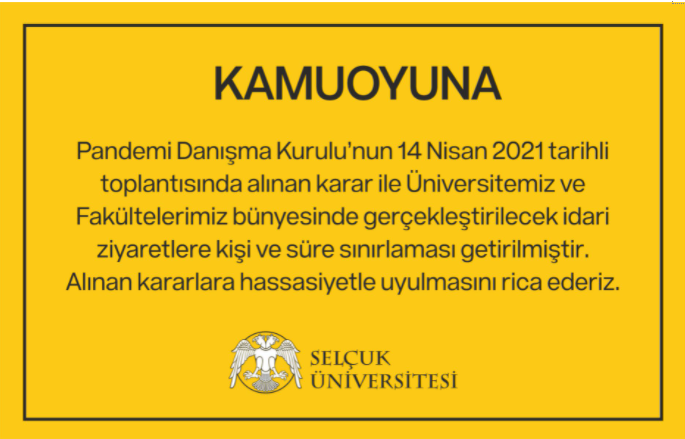 KAMUOYUNA
Pandemi Danışma Kurulu’nun 14 Nisan 2021 tarihli
toplantısında alınan karar ile Üniversitemiz ve
Fakültelerimiz bünyesinde gerçekleştirilecek idari
ziyaretlere kişi ve süre sınırlaması getirilmiştir.
Alınan kararlara hassasiyetle uyulmasını rica ederiz.
SELÇUK
ÜNİVERSİTESİ